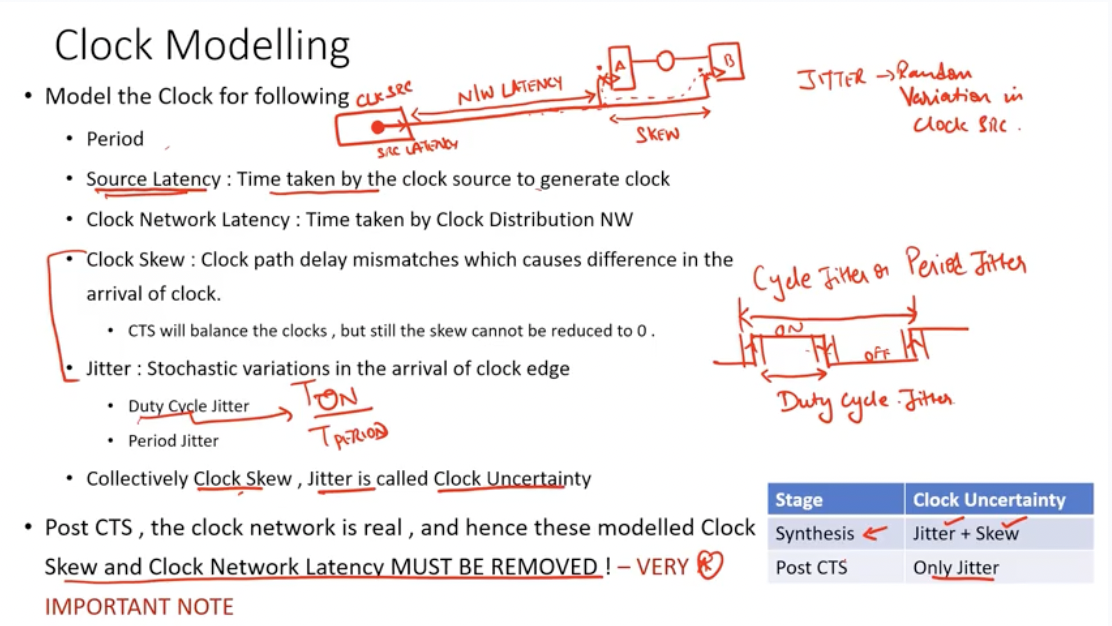 Clock Modelling
• Model the Clock for following
• Period
• Source Latency : Time taken by the clock source to generate clock
• Clock Network Latency : Time taken by Clock Distribution NW
• Clock Skew : Clock path delay mismatches which causes difference in the
arrival of clock.
• CTS will balance the clocks , but still the skew cannot be reduced to 0 .
• Jitter : Stochastic variations in the arrival of clock edge
• Duty Cycle Jitter
• Period Jitter
• Collectively Clock Skew , Jitter is called Clock Uncertainty
• Post CTS , the clock network is real , and hence these modelled Clock
Skew and Clock Network Latency MUST BE REMOVED ! – VERY
IMPORTANT NOTE
CLK SRC
SRC LATENCY
N/W LATENCY
A
B
SKEW
JITTER → Random
Variation in
Clock SRC.
Cycle Jitter or Period Jitter
ON
OFF
Duty Cycle Jitter
TON
TPERIOD
Stage Clock Uncertainty
Synthesis Jitter + Skew
Post CTS Only Jitter